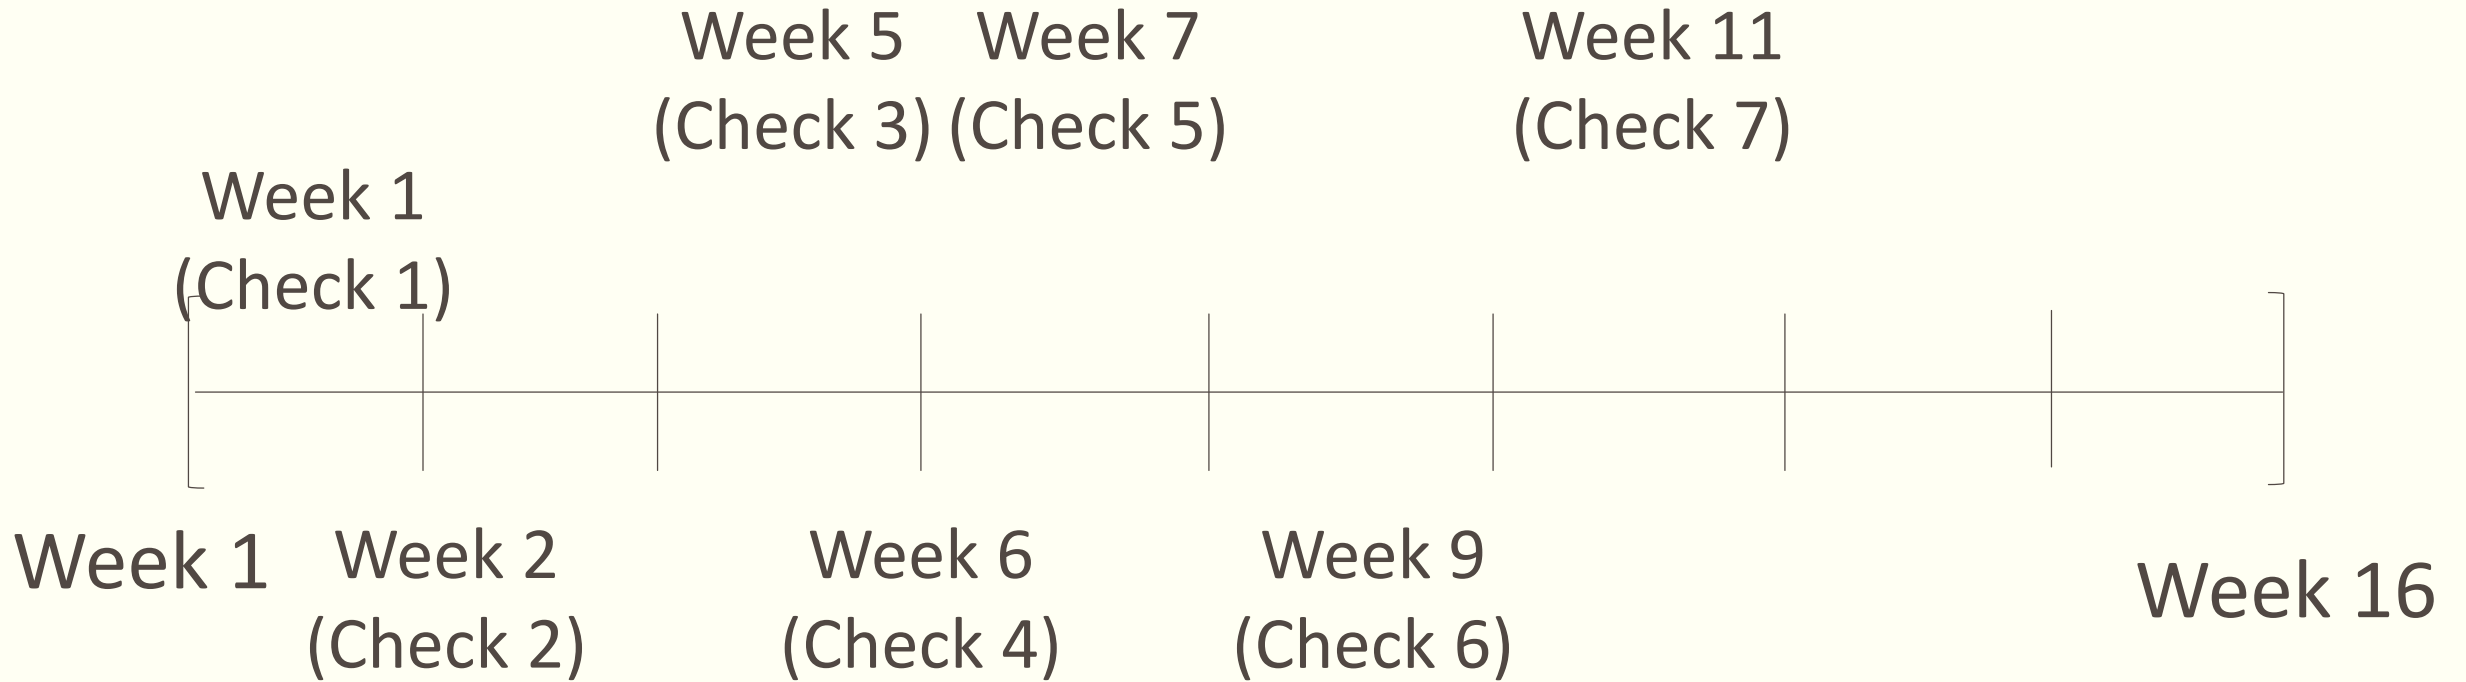 Week 5
(Check 3)
Week 7
(Check 5)
Week 11
(Check 7)
Week 1
(Check 1)
Week 1
Week 2
(Check 2)
Week 6
(Check 4)
Week 9
(Check 6)
Week 16